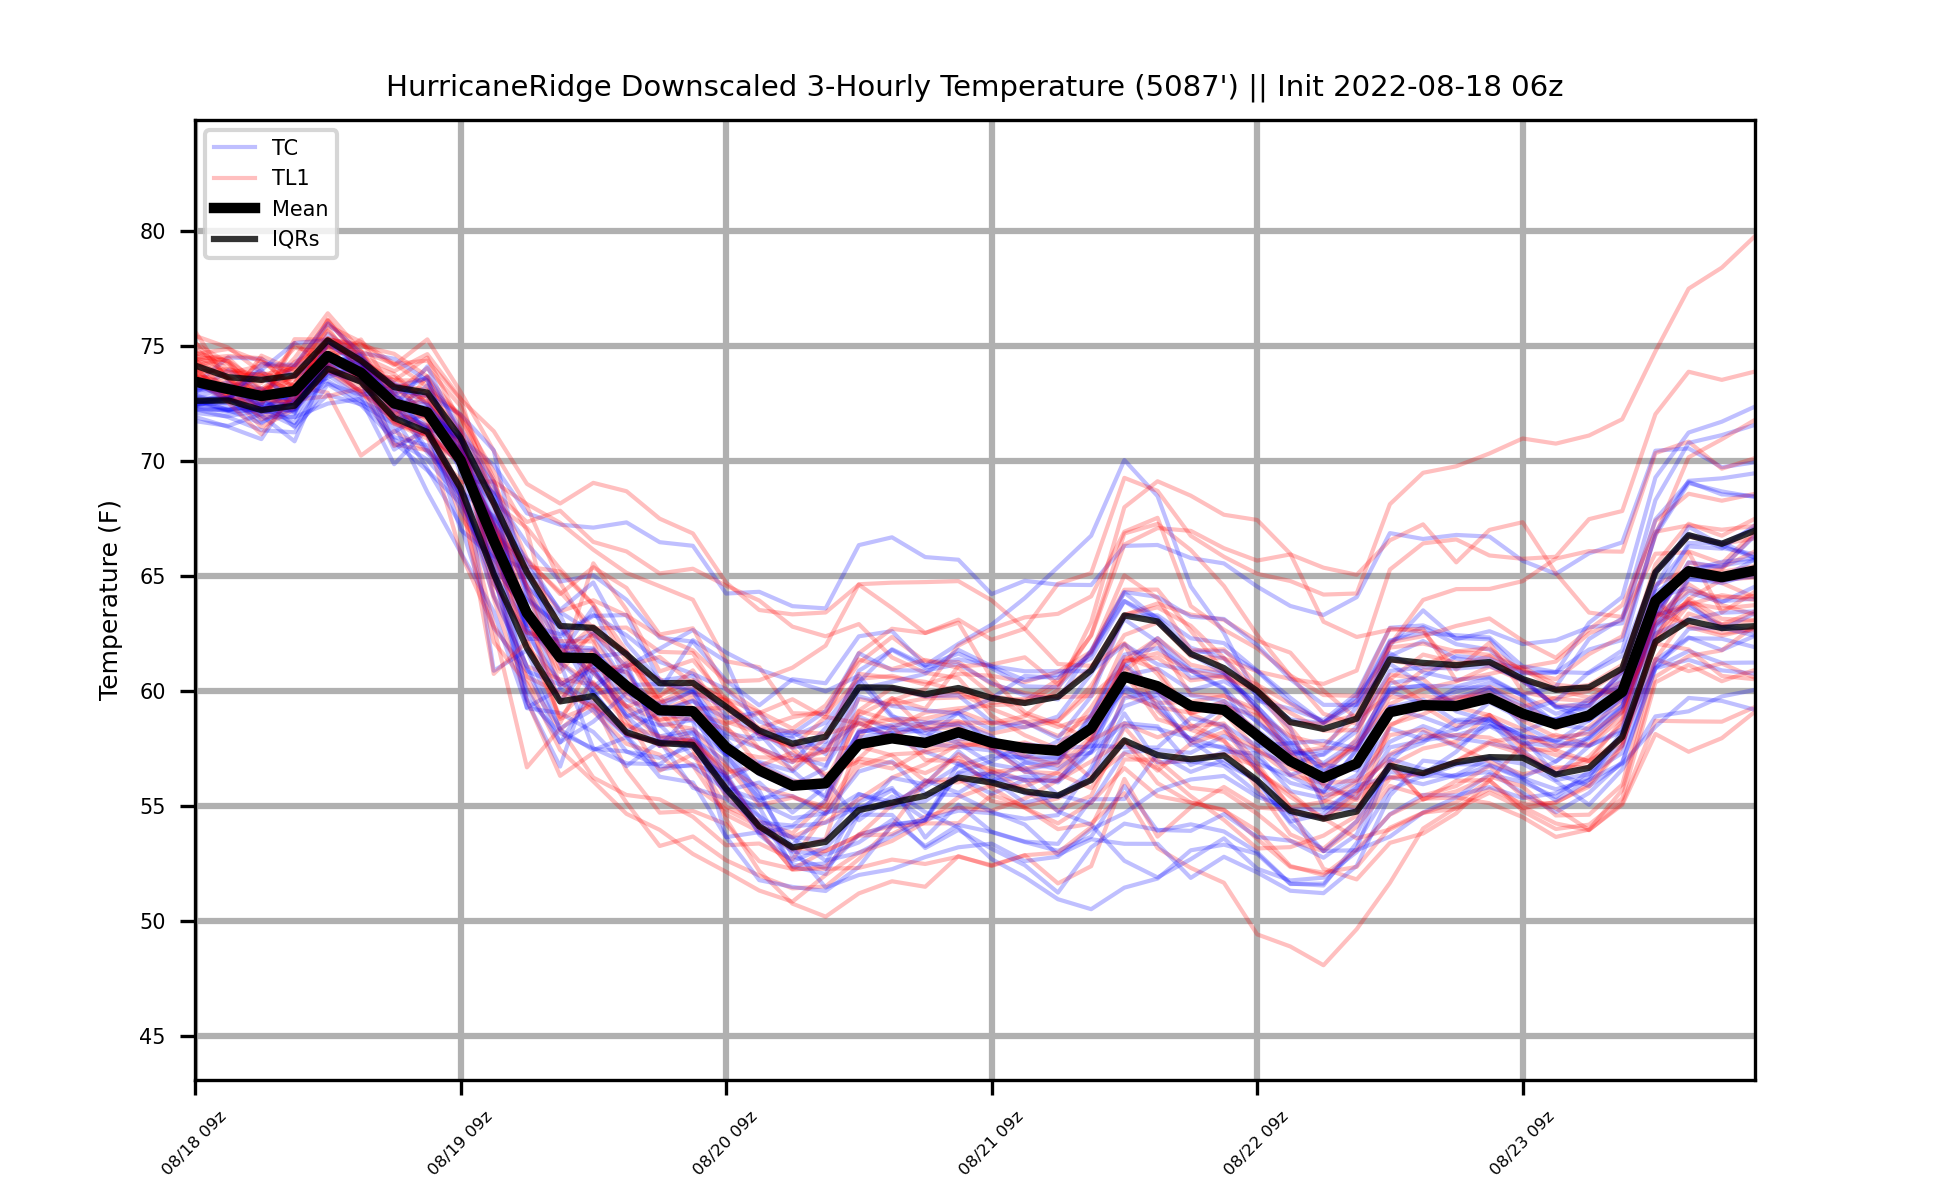 HurricaneRidge Downscaled 3-Hourly Temperature (5087') || Init 2022-08-18 06z
TC
TL1
Mean
IQRs
Temperature (F)
80
75
70
65
60
55
50
45
08/18 09z
08/19 09z
08/20 09z
08/21 09z
08/22 09z
08/23 09z